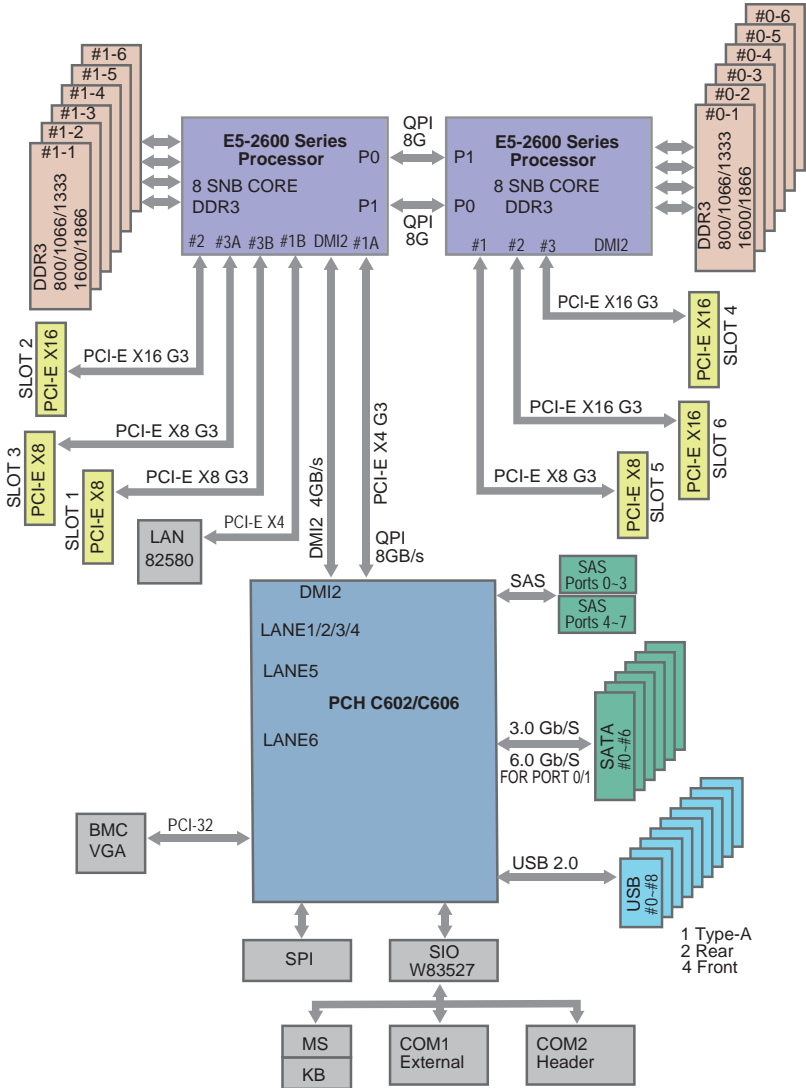 #1-6
#1-5
#1-4
#1-3
#1-2
#1-1
DDR3
800/1066/1333
1600/1866
E5-2600 Series
Processor
8 SNB CORE
DDR3
P0
P1
#2 #3A #3B #1B DMI2 #1A
QPI
8G
QPI
8G
E5-2600 Series
Processor
P1
8 SNB CORE
P0
DDR3
#1 #2 #3 DMI2
#0-6
#0-5
#0-4
#0-3
#0-2
#0-1
DDR3
800/1066/1333
1600/1866
SLOT 2
PCI-E X16
PCI-E X16 G3
SLOT 3
PCI-E X8
PCI-E X8 G3
SLOT 1
PCI-E X8
PCI-E X8 G3
LAN
82580
PCI-E X4
DMI2 4GB/s
PCI-E X4 G3
QPI
8GB/s
PCI-E X16 G3
PCI-E X16
SLOT 4
PCI-E X16 G3
PCI-E X16
SLOT 6
PCI-E X8 G3
PCI-E X8
SLOT 5
DMI2
LANE1/2/3/4
LANE5
PCH C602/C606
LANE6
SAS
SAS
Ports 0~3
SAS
Ports 4~7
3.0 Gb/S
6.0 Gb/S
FOR PORT 0/1
SATA
#0~#6
BMC
VGA
PCI-32
USB 2.0
USB
#0~#8
1 Type-A
2 Rear
4 Front
SPI
SIO
W83527
MS
KB
COM1
External
COM2
Header